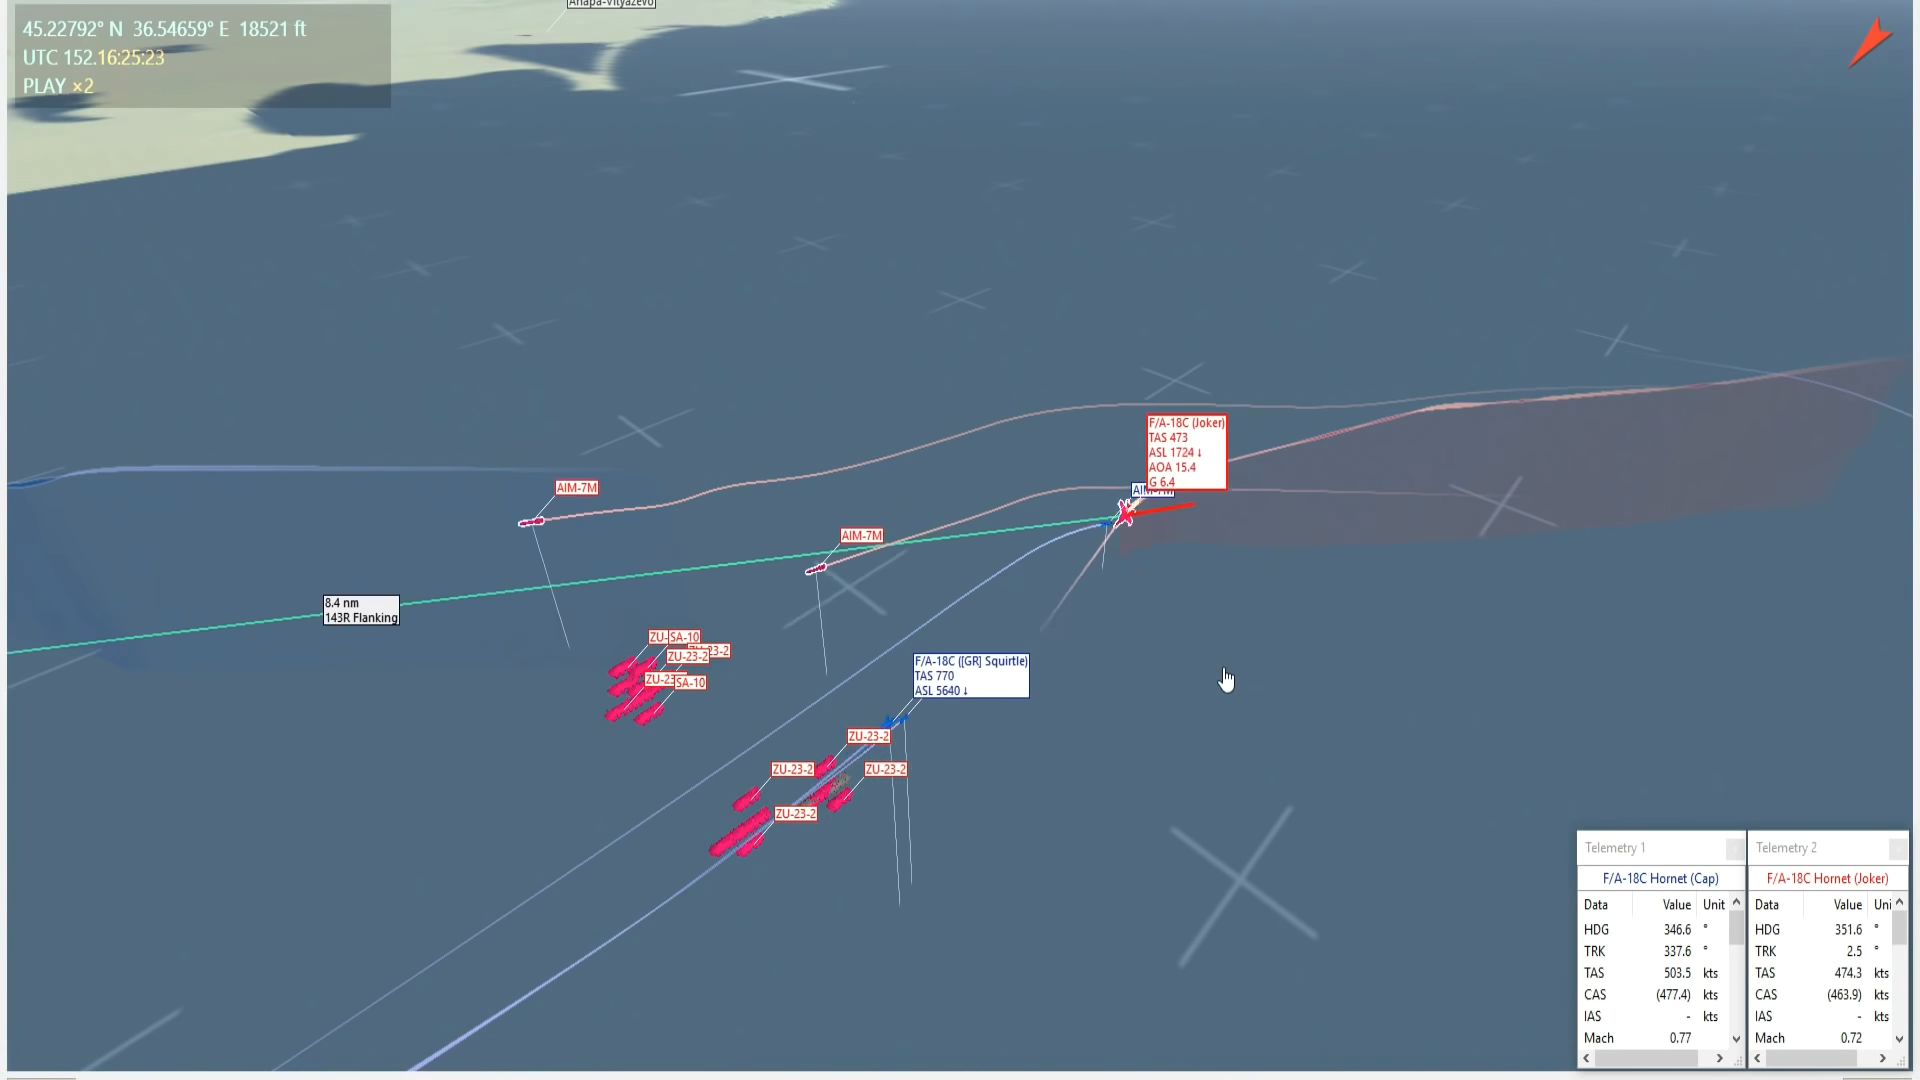 Anapa-Vityazevo
45.22792° N 36.54659° E 18521 ft
UTC 152.16:25:23
PLAY ×2
F/A-18C (Joker)
TAS 473
ASL 1724 ↓
AOA 15.4
G 6.4
AIM-7M
AIM-7M
AIM-7M
8.4 nm
143R Flanking
ZU- SA-10
23-2
ZU-23-2
ZU-23 SA-10
F/A-18C ([GR] Squirtle)
TAS 770
ASL 5640 ↓
ZU-23-2
ZU-23-2
ZU-23-2
ZU-23-2
Telemetry 1
F/A-18C Hornet (Cap)
Data Value Unit
HDG 346.6 °
TRK 337.6 °
TAS 503.5 kts
CAS (477.4) kts
IAS - kts
Mach 0.77
Telemetry 2
F/A-18C Hornet (Joker)
Data Value Uni
HDG 351.6 °
TRK 2.5 °
TAS 474.3 kts
CAS (463.9) kts
IAS - kts
Mach 0.72